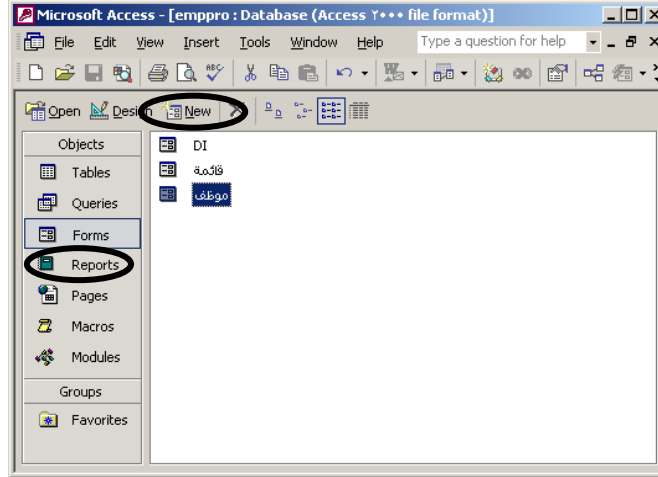 Microsoft Access - [emppro : Database (Access ٢٠٠٠ file format)]
File Edit View Insert Tools Window Help Type a question for help
Open Design New
Objects
Tables
Queries
Forms
Reports
Pages
Macros
Modules
Groups
Favorites
DI
قائمة
موظف